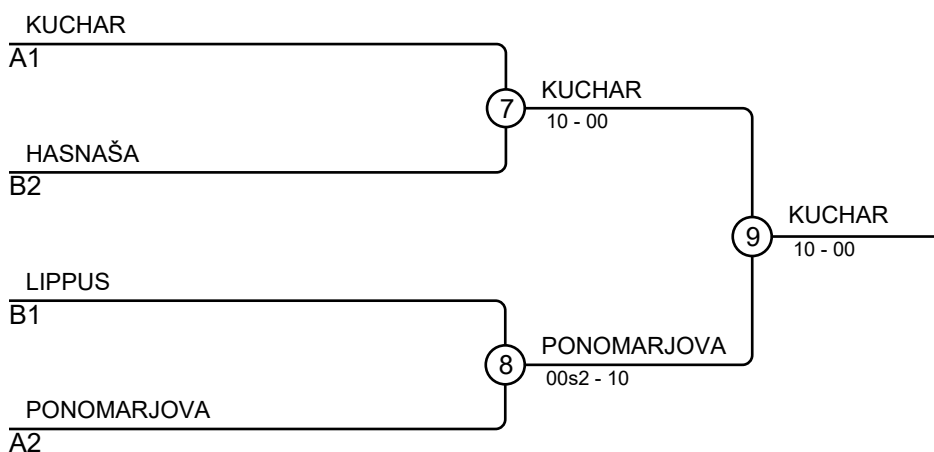 KUCHAR
A1
7
KUCHAR
10 - 00
HASNAŠA
B2
9
KUCHAR
10 - 00
LIPPUS
B1
8
PONOMARJOVA
00s2 - 10
PONOMARJOVA
A2